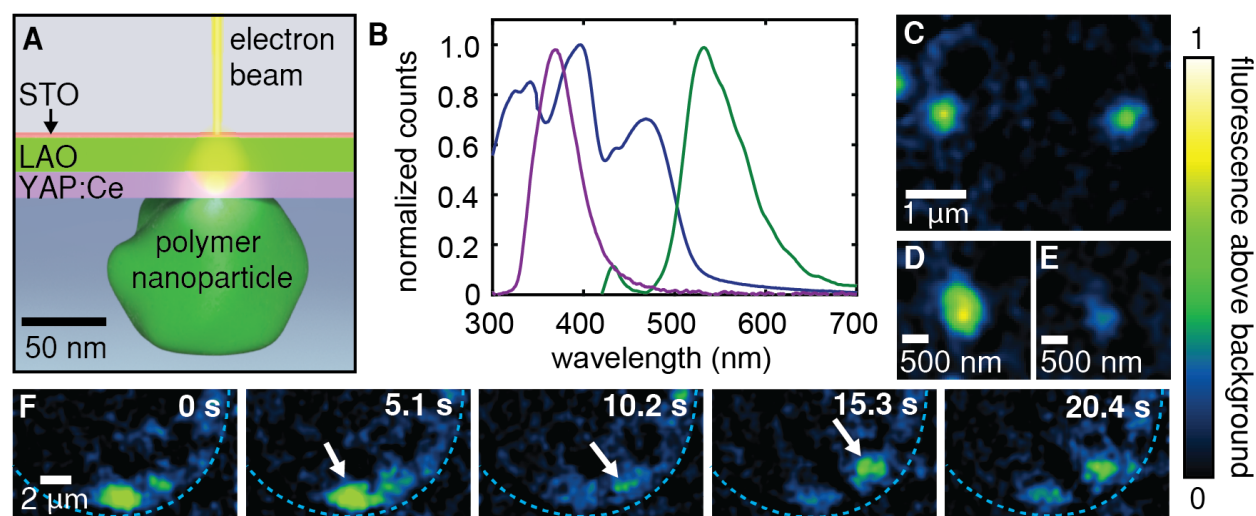 A
electron
beam
STO
LAO
YAP:Ce
polymer
nanoparticle
50 nm
B
normalized counts
1.0
0.8
0.6
0.4
0.2
0
300
400
500
600
700
wavelength (nm)
C
1 µm
D
500 nm
E
500 nm
1
fluorescence above background
0
F
0 s
2 µm
5.1 s
10.2 s
15.3 s
20.4 s